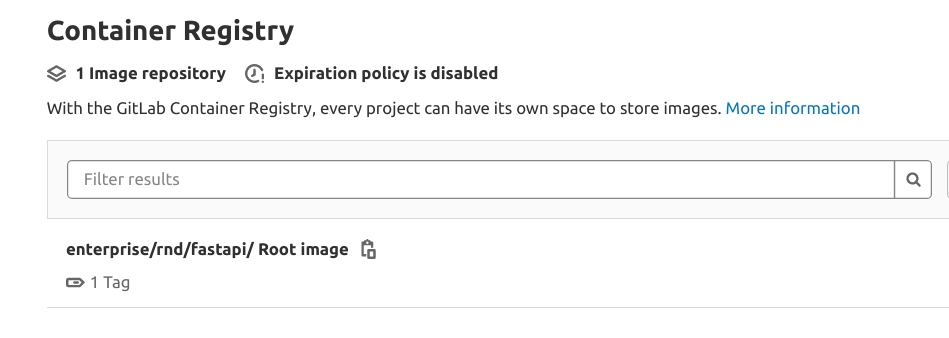 Container Registry
1 Image repository Expiration policy is disabled
With the GitLab Container Registry, every project can have its own space to store images. More information
Filter results
enterprise/rnd/fastapi/ Root image
1 Tag